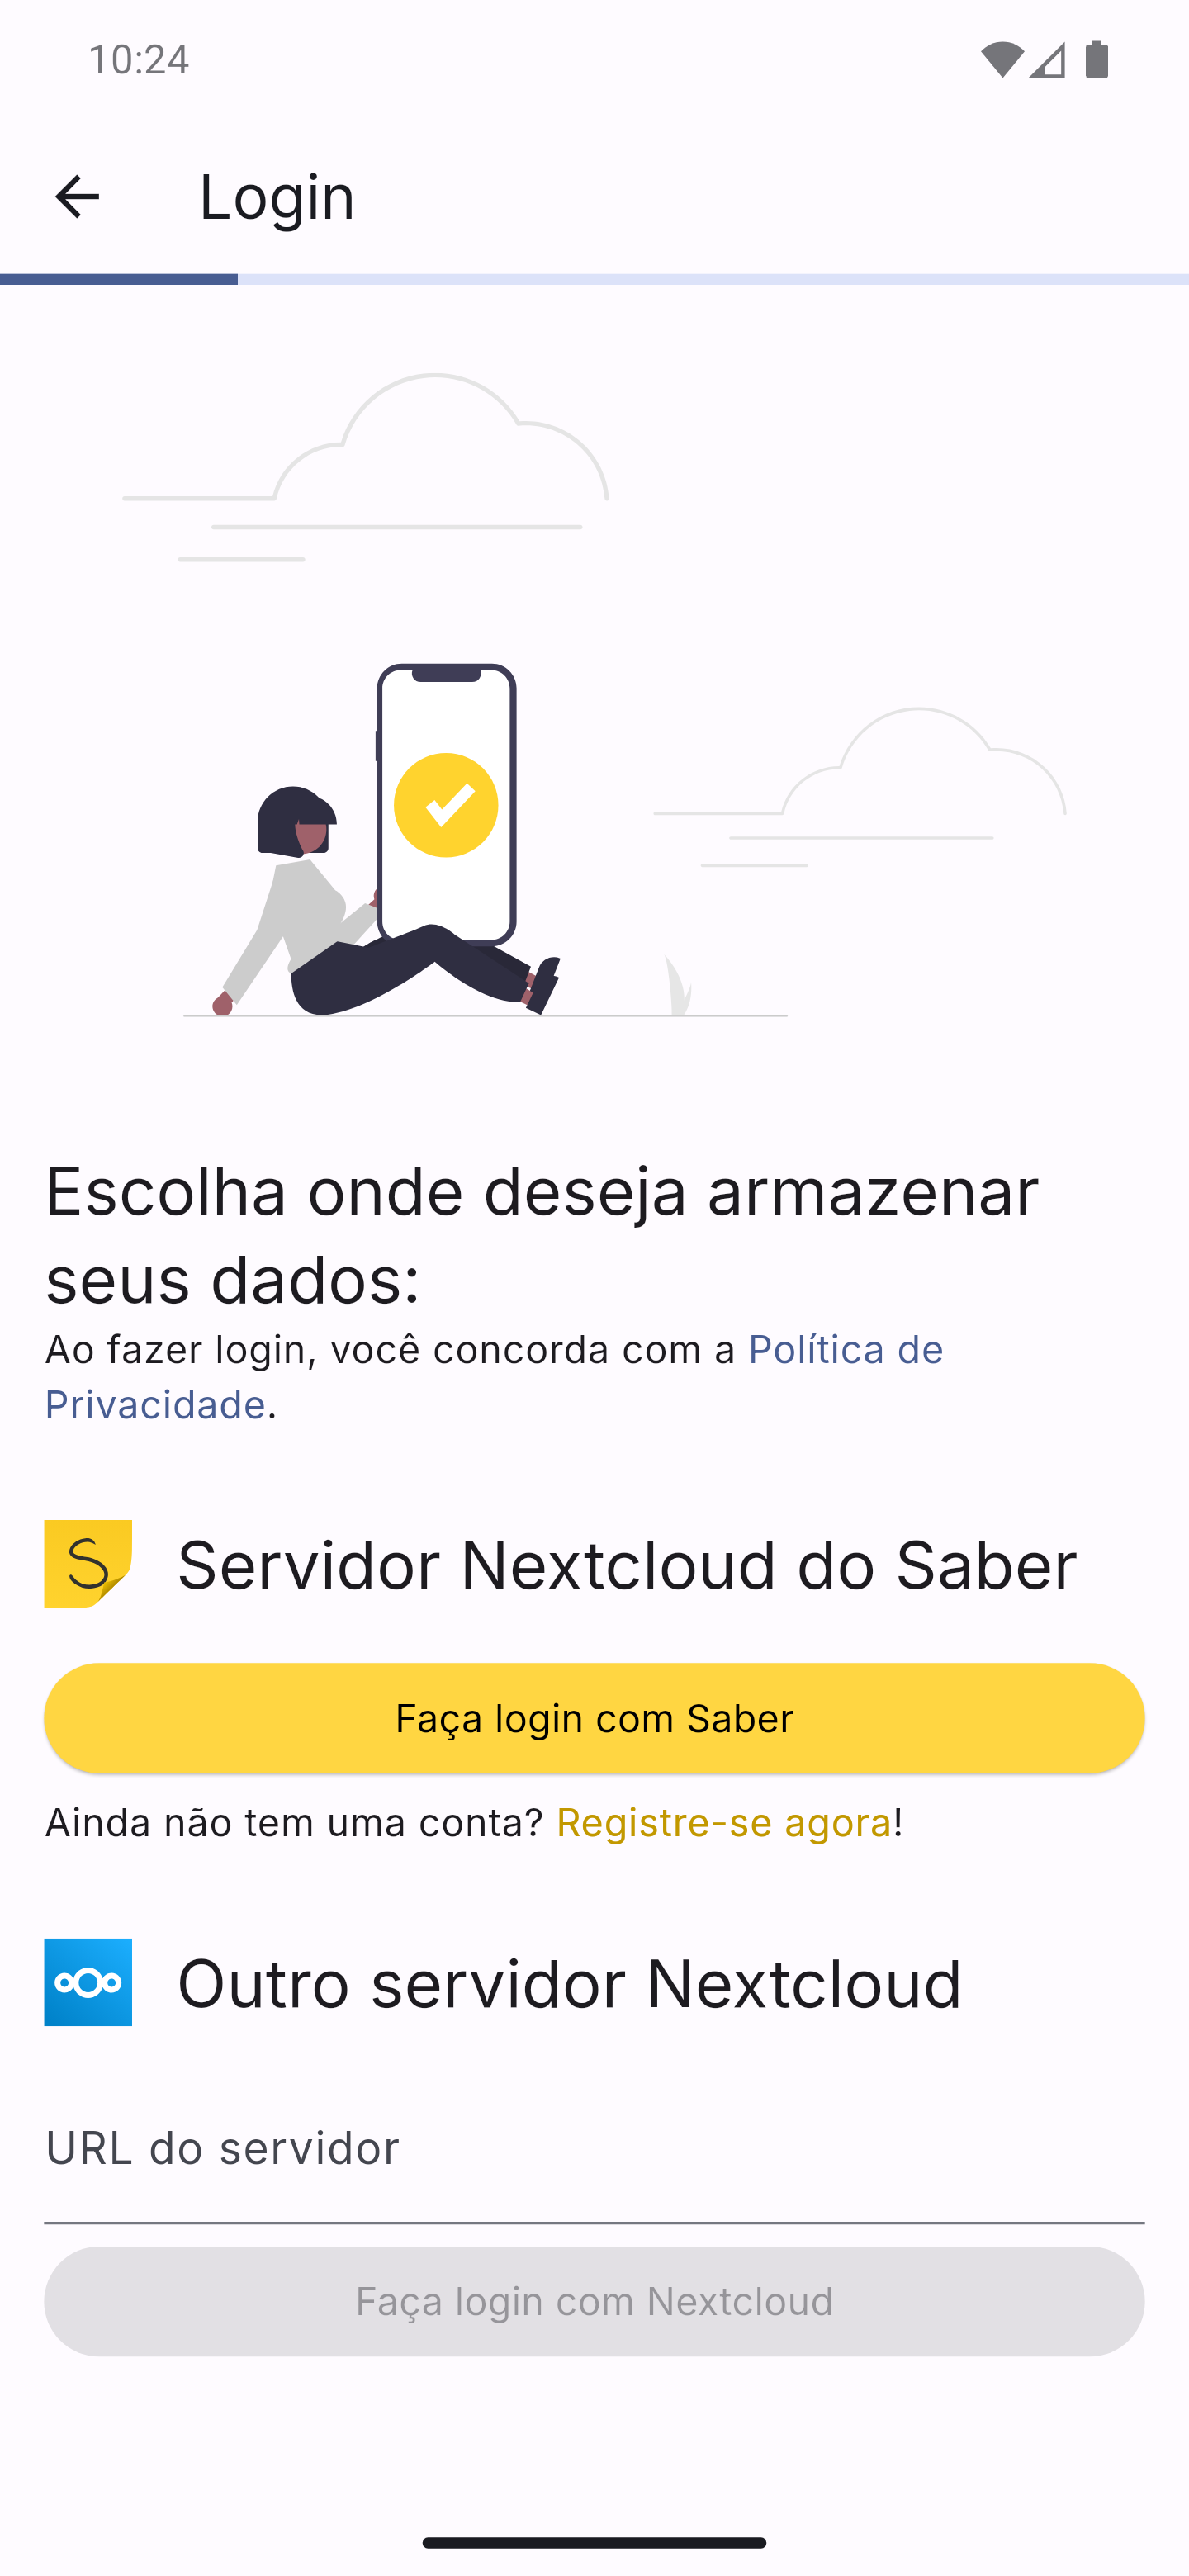 10:24
Login
Escolha onde deseja armazenar
seus dados:
Ao fazer login, você concorda com a Política de
Privacidade.
S
Servidor Nextcloud do Saber
Faça login com Saber
Ainda não tem uma conta? Registre-se agora!
Outro servidor Nextcloud
URL do servidor
Faça login com Nextcloud